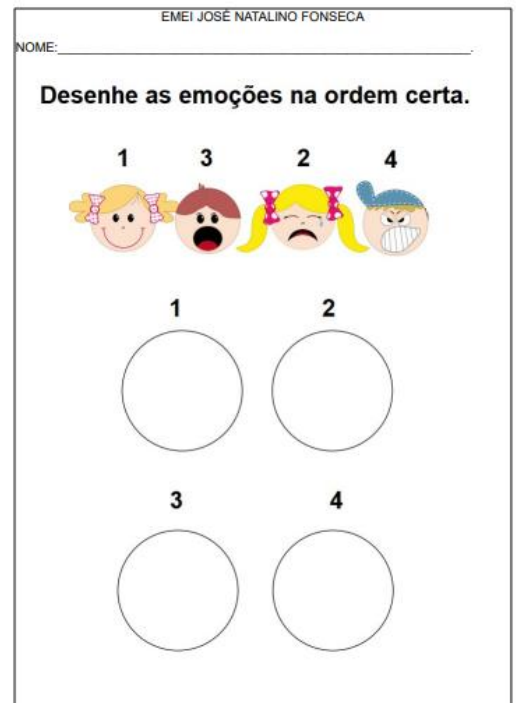 EMEI JOSÉ NATALINO FONSECA
NOME:_______________________________________________________.
Desenhe as emoções na ordem certa.
1 3 2 4
1 2
3 4